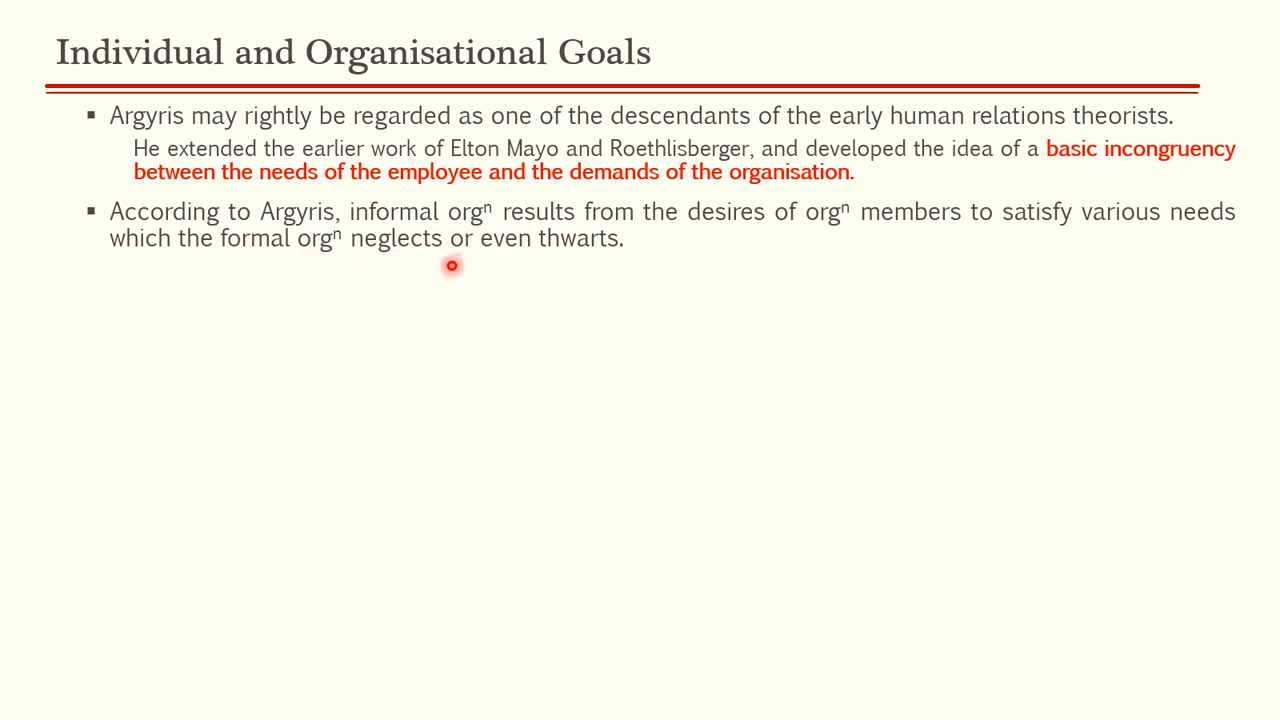 Individual and Organisational Goals
▪ Argyris may rightly be regarded as one of the descendants of the early human relations theorists.
He extended the earlier work of Elton Mayo and Roethlisberger, and developed the idea of a basic incongruency
between the needs of the employee and the demands of the organisation.
▪ According to Argyris, informal orgⁿ results from the desires of orgⁿ members to satisfy various needs
which the formal orgⁿ neglects or even thwarts.